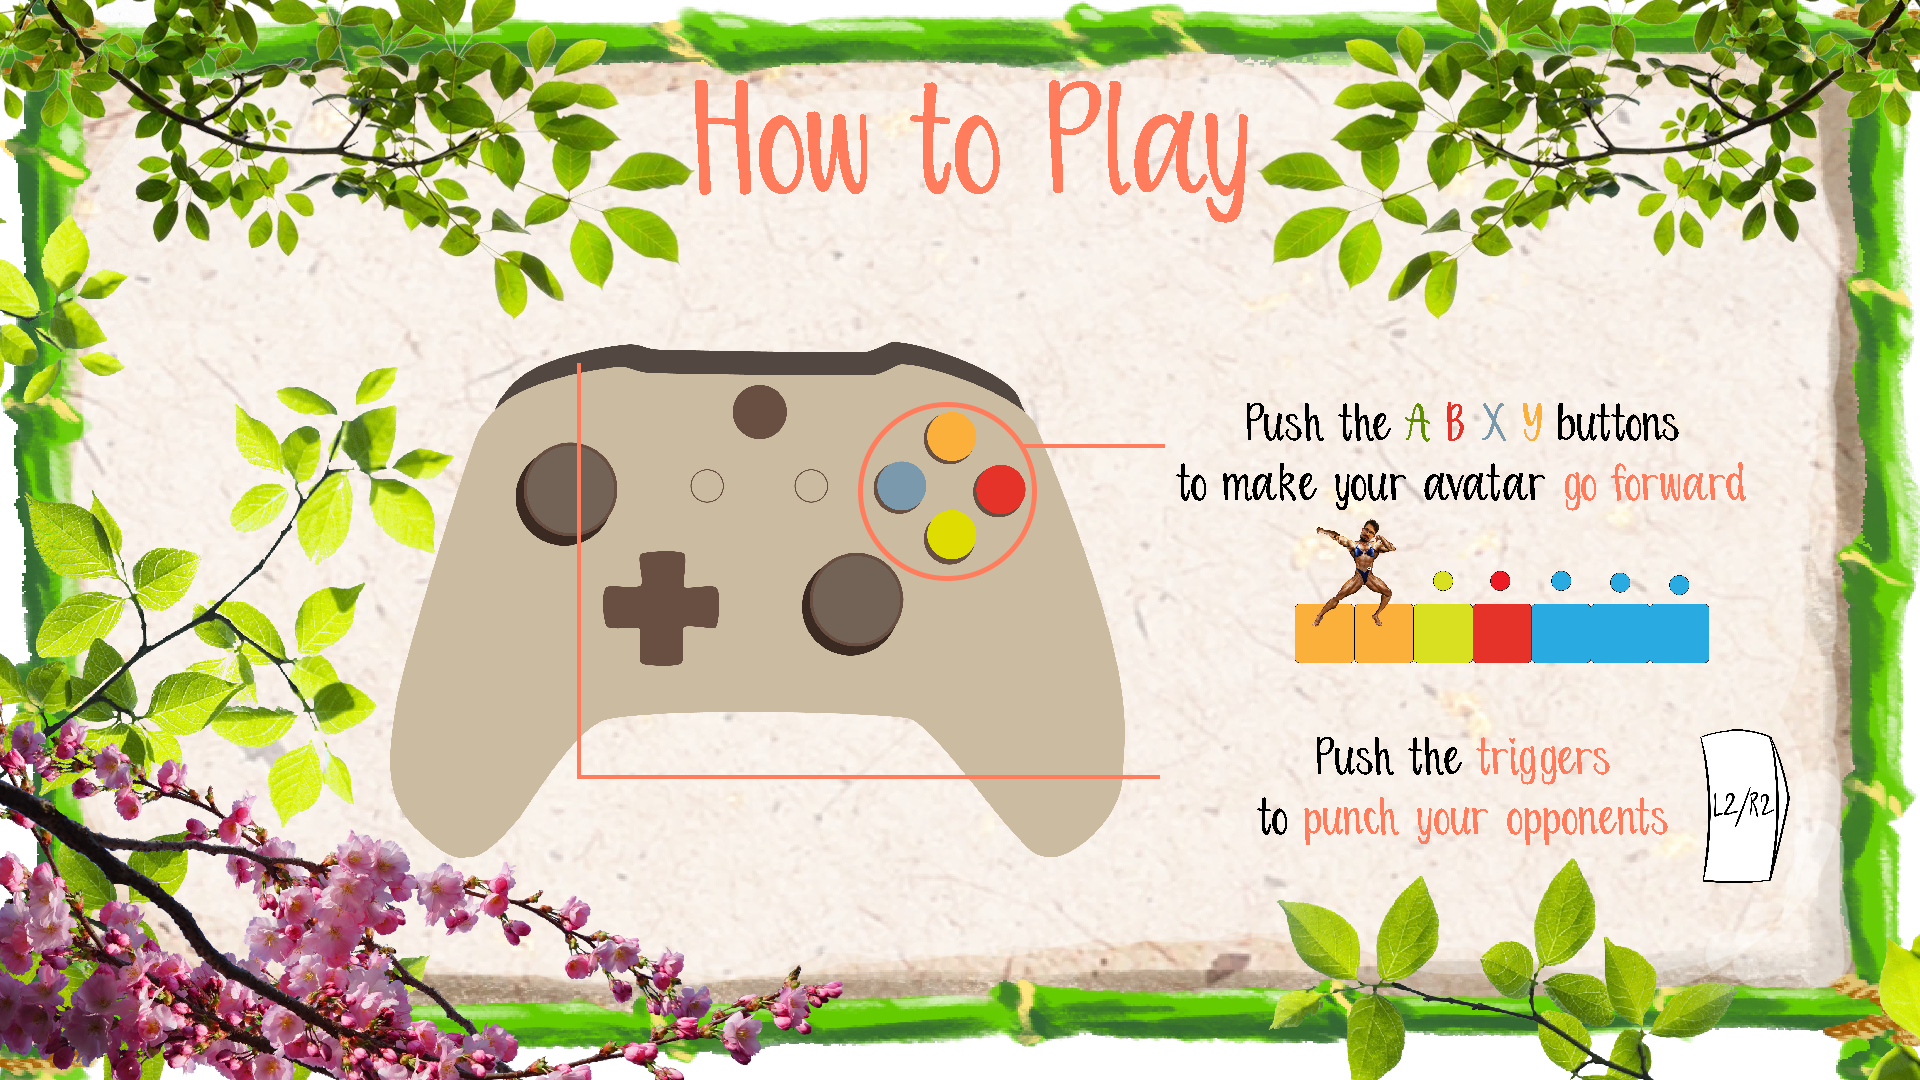 How to Play
Push the A B X Y buttons
to make your avatar go forward
Push the triggers
to punch your opponents
L2/R2